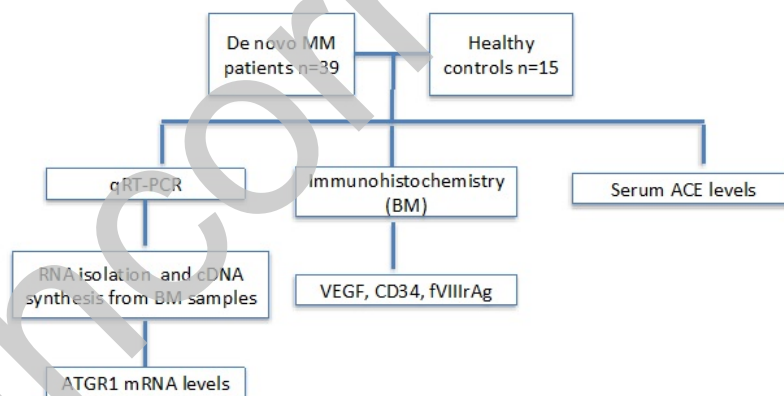 De novo MM
patients n=39
Healthy
controls n=15
qRT-PCR
Immunohistochemistry
(BM)
Serum ACE levels
RNA isolation and cDNA
synthesis from BM samples
VEGF, CD34, fVIIIrAg
ATGR1 mRNA levels